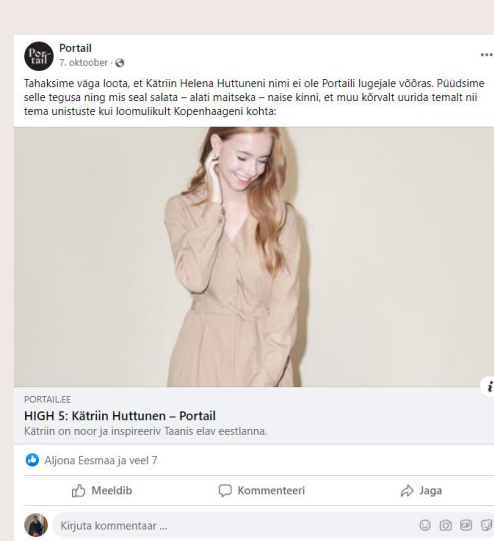 Por-
tail
Portail
7. oktoober ·
Tahaksime väga loota, et Kätriin Helena Huttuneni nimi ei ole Portaili lugejale võõras. Püüdsime
selle tegusa ning mis seal salata – alati maitseka – naise kinni, et muu kõrvalt uurida temalt nii
tema unistuste kui loomulikult Kopenhaageni kohta:
PORTAIL.EE
HIGH 5: Kätriin Huttunen – Portail
Kätriin on noor ja inspireeriv Taanis elav eestlanna.
Aljona Eesmaa ja veel 7
Meeldib
Kommenteeri
Jaga
Kirjuta kommentaar ...
GIF